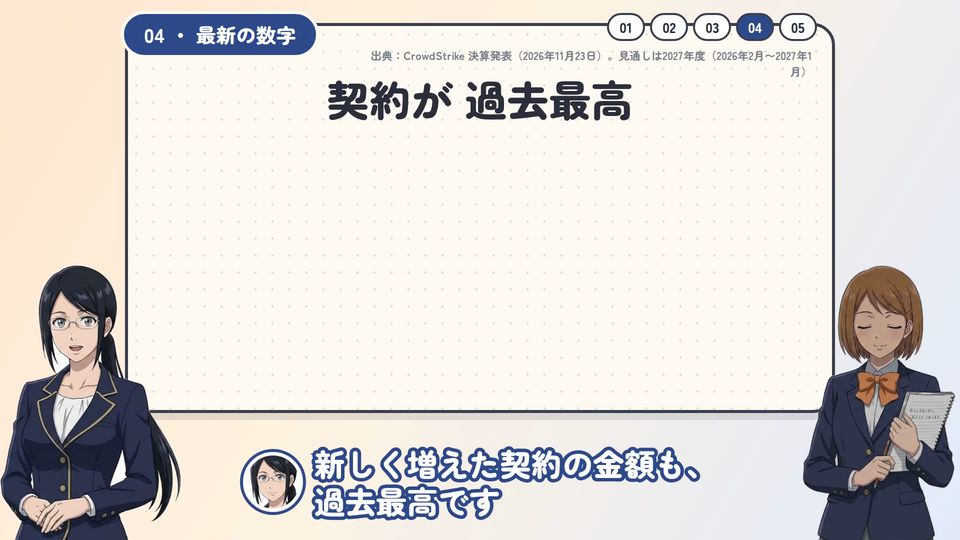 04 ・ 最新の数字
01 02 03 04 05
出典：CrowdStrike 決算発表（2026年11月23日）。見通しは2027年度（2026年2月〜2027年1
月）
契約が 過去最高
新しく増えた契約の金額も、
過去最高です